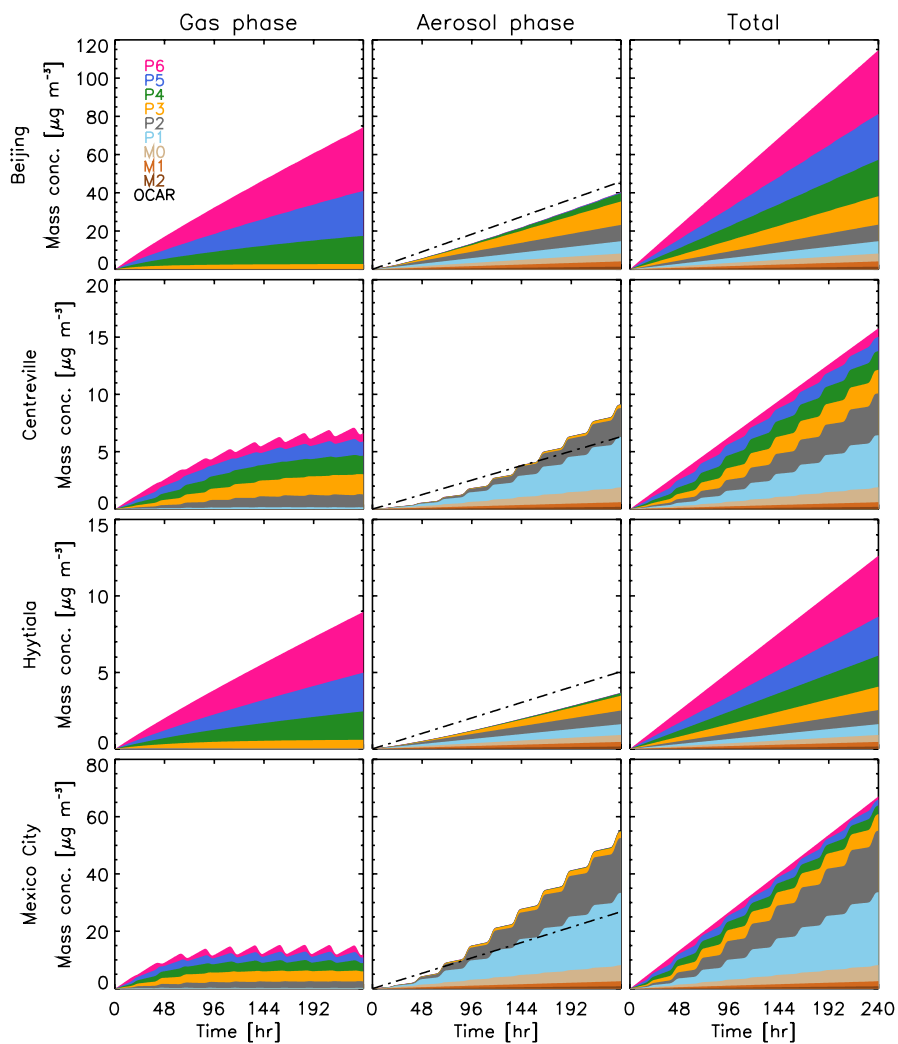 Gas phase
Aerosol phase
Total
Beijing
Mass conc. [μg m⁻³]
120
100
80
60
40
20
0
P6
P5
P4
P3
P2
P1
M0
M1
M2
OCAR
Centreville
Mass conc. [μg m⁻³]
20
15
10
5
0
Hyytiala
Mass conc. [μg m⁻³]
15
10
5
0
Mexico City
Mass conc. [μg m⁻³]
80
60
40
20
0
0 48 96 144 192
0 48 96 144 192
0 48 96 144 192 240
Time [hr]
Time [hr]
Time [hr]